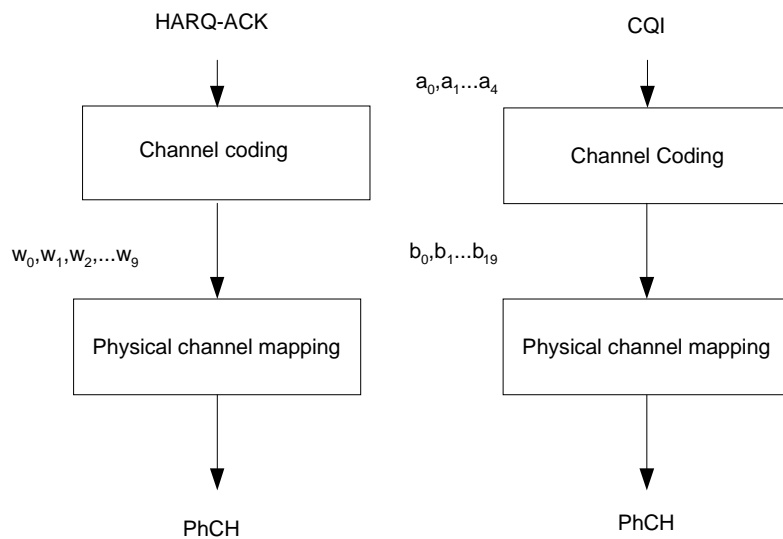 HARQ-ACK
Channel coding
w0,w1,w2,...w9
Physical channel mapping
PhCH
CQI
a0,a1...a4
Channel Coding
b0,b1...b19
Physical channel mapping
PhCH